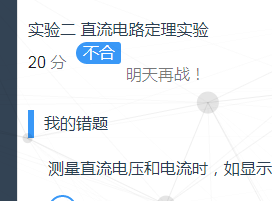 实验二 直流电路定理实验
20 分 不合
明天再战！
我的错题
测量直流电压和电流时，如显示